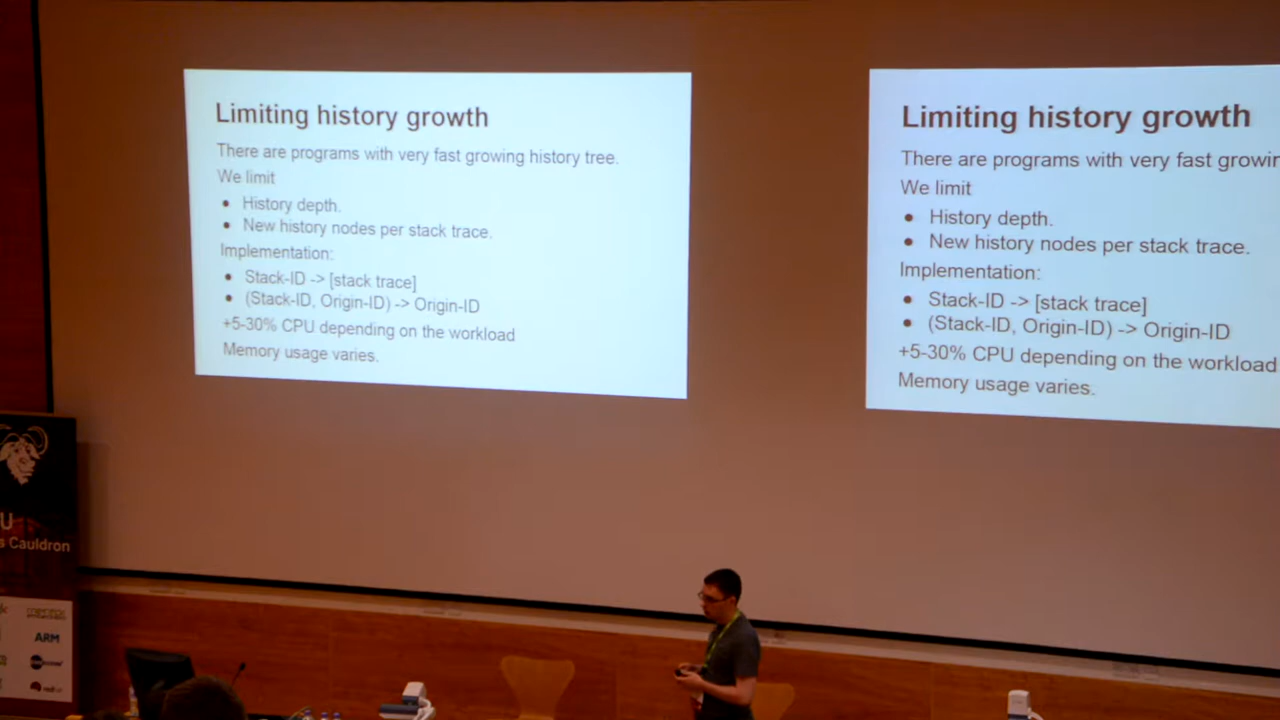 Limiting history growth
There are programs with very fast growing history tree.
We limit
• History depth.
• New history nodes per stack trace.
Implementation:
• Stack-ID -> [stack trace]
• (Stack-ID, Origin-ID) -> Origin-ID
+5-30% CPU depending on the workload
Memory usage varies.
Limiting history growth
There are programs with very fast growin
We limit
• History depth.
• New history nodes per stack trace.
Implementation:
• Stack-ID -> [stack trace]
• (Stack-ID, Origin-ID) -> Origin-ID
+5-30% CPU depending on the workload
Memory usage varies.
U
s Cauldron
ARM